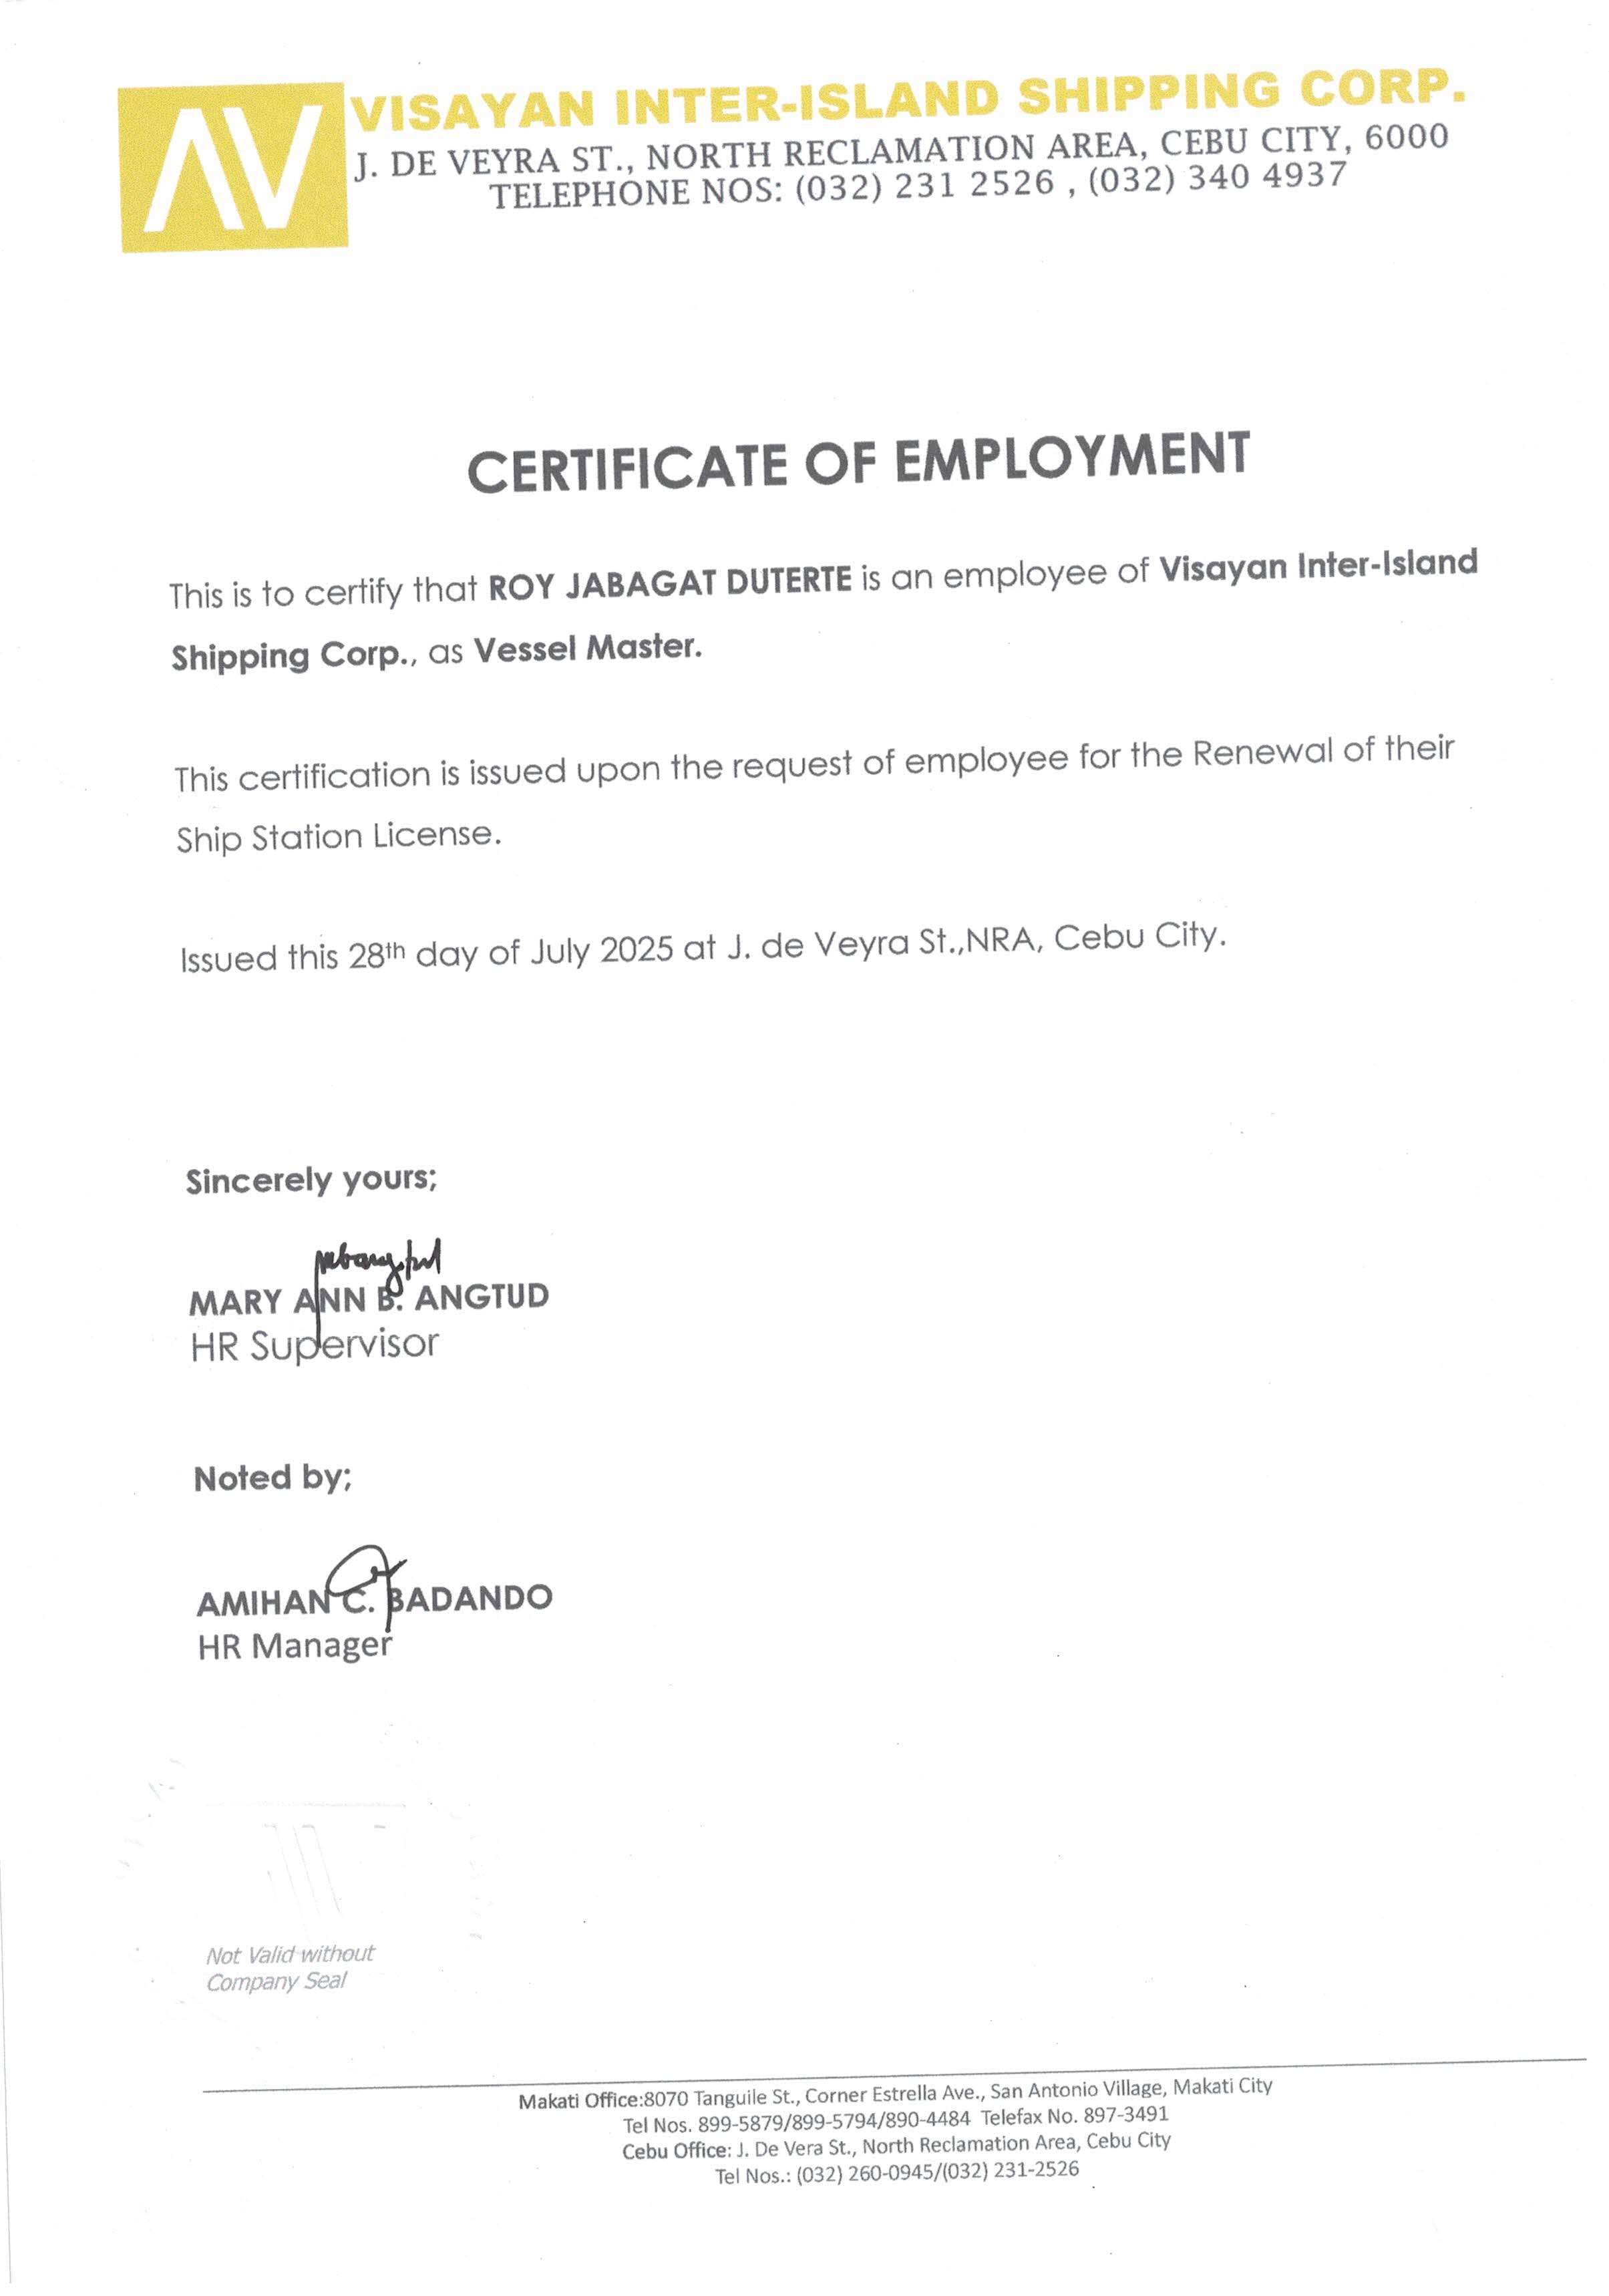 AV
VISAYAN INTER-ISLAND SHIPPING CORP.
J. DE VEYRA ST., NORTH RECLAMATION AREA, CEBU CITY, 6000
TELEPHONE NOS: (032) 231 2526 , (032) 340 4937
CERTIFICATE OF EMPLOYMENT
This is to certify that ROY JABAGAT DUTERTE is an employee of Visayan Inter-Island
Shipping Corp., as Vessel Master.
This certification is issued upon the request of employee for the Renewal of their
Ship Station License.
Issued this 28th day of July 2025 at J. de Veyra St.,NRA, Cebu City.
Sincerely yours;
MARY ANN B. ANGTUD
HR Supervisor
Noted by;
AMIHAN C. BADANDO
HR Manager
Not Valid without
Company Seal
Makati Office:8070 Tanguile St., Corner Estrella Ave., San Antonio Village, Makati City
Tel Nos. 899-5879/899-5794/890-4484 Telefax No. 897-3491
Cebu Office: J. De Vera St., North Reclamation Area, Cebu City
Tel Nos.: (032) 260-0945/(032) 231-2526